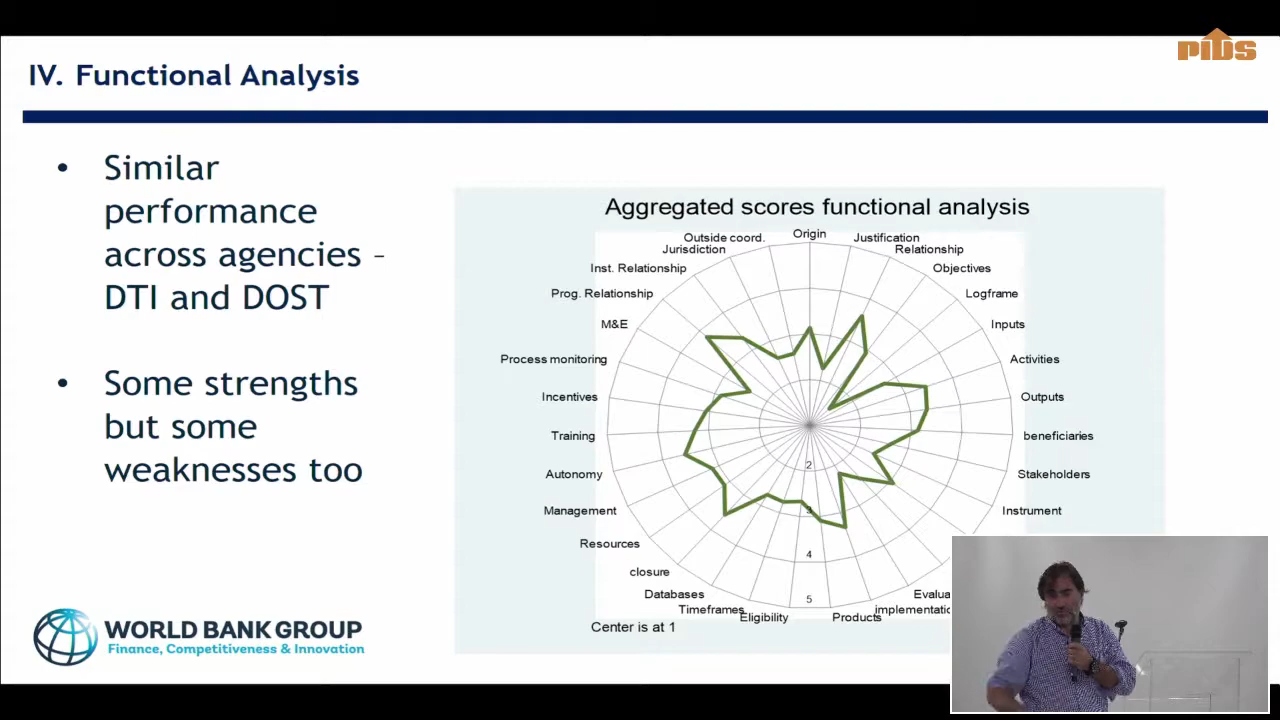 PIDS
IV. Functional Analysis
• Similar
performance
across agencies –
DTI and DOST
• Some strengths
but some
weaknesses too
Aggregated scores functional analysis
Origin
Justification
Relationship
Objectives
Logframe
Inputs
Activities
Outputs
beneficiaries
Stakeholders
Instrument
Evalua
implementatio
Products
Eligibility
Timeframes
Databases
closure
Resources
Management
Autonomy
Training
Incentives
Process monitoring
M&E
Prog. Relationship
Inst. Relationship
Jurisdiction
Outside coord.
2
3
4
5
Center is at 1
WORLD BANK GROUP
Finance, Competitiveness & Innovation